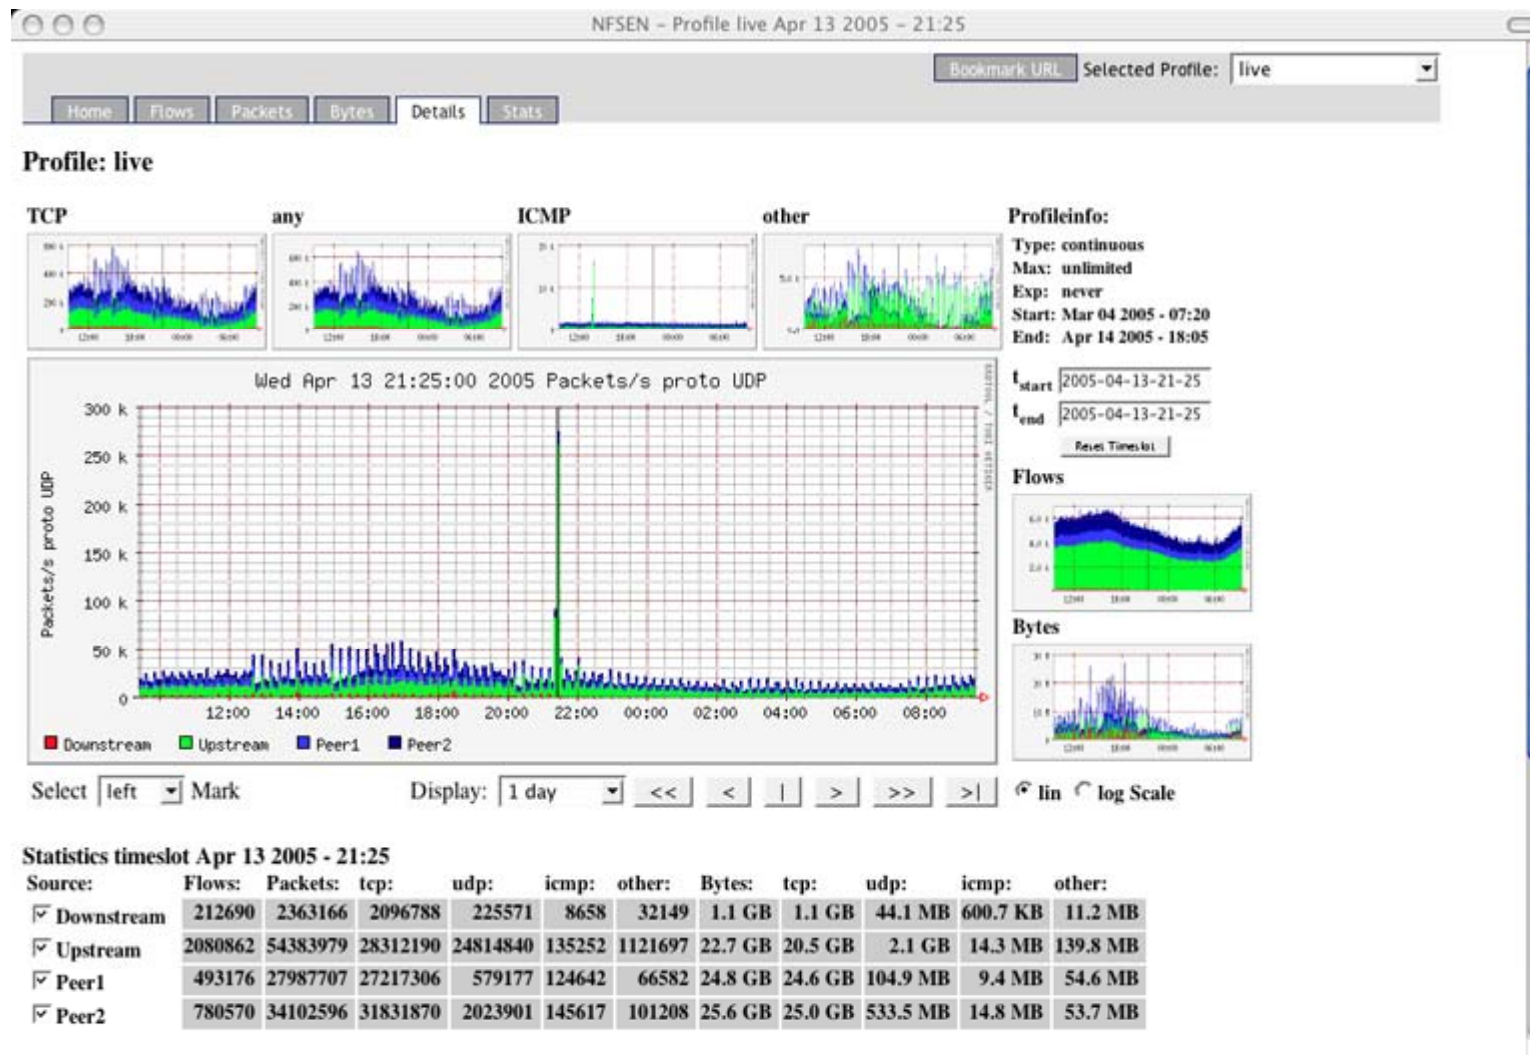 NFSEN – Profile live Apr 13 2005 – 21:25
Bookmark URL Selected Profile: live
Home Flows Packets Bytes Details Stats
Profile: live
TCP any ICMP other Profileinfo:
Type: continuous
Max: unlimited
Exp: never
Start: Mar 04 2005 - 07:20
End: Apr 14 2005 - 18:05
tstart 2005-04-13-21-25
tend 2005-04-13-21-25
Reset Timeslot
Wed Apr 13 21:25:00 2005 Packets/s proto UDP
Packets/s proto UDP
300 k
250 k
200 k
150 k
100 k
50 k
0
12:00 14:00 16:00 18:00 20:00 22:00 00:00 02:00 04:00 06:00 08:00
Downstream Upstream Peer1 Peer2
Flows
Bytes
Select left Mark Display: 1 day << < | > >> >| lin log Scale
Statistics timeslot Apr 13 2005 - 21:25
Source: Flows: Packets: tcp: udp: icmp: other: Bytes: tcp: udp: icmp: other:
Downstream 212690 2363166 2096788 225571 8658 32149 1.1 GB 1.1 GB 44.1 MB 600.7 KB 11.2 MB
Upstream 2080862 54383979 28312190 24814840 135252 1121697 22.7 GB 20.5 GB 2.1 GB 14.3 MB 139.8 MB
Peer1 493176 27987707 27217306 579177 124642 66582 24.8 GB 24.6 GB 104.9 MB 9.4 MB 54.6 MB
Peer2 780570 34102596 31831870 2023901 145617 101208 25.6 GB 25.0 GB 533.5 MB 14.8 MB 53.7 MB